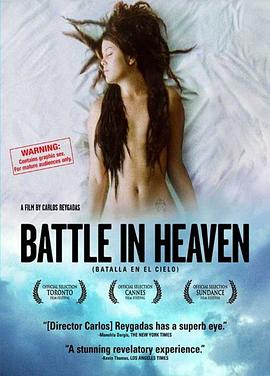 WARNING:
Contains graphic sex.
For mature audiences only.
A FILM BY CARLOS REYGADAS
BATTLE IN HEAVEN
(BATALLA EN EL CIELO)
OFFICIAL SELECTION
TORONTO
FILM FESTIVAL
OFFICIAL SELECTION
CANNES
FILM FESTIVAL
OFFICIAL SELECTION
SUNDANCE
FILM FESTIVAL
"[Director Carlos] Reygadas has a superb eye."
-Manohla Dargis, THE NEW YORK TIMES
"A stunning revelatory experience."
-Kevin Thomas, LOS ANGELES TIMES